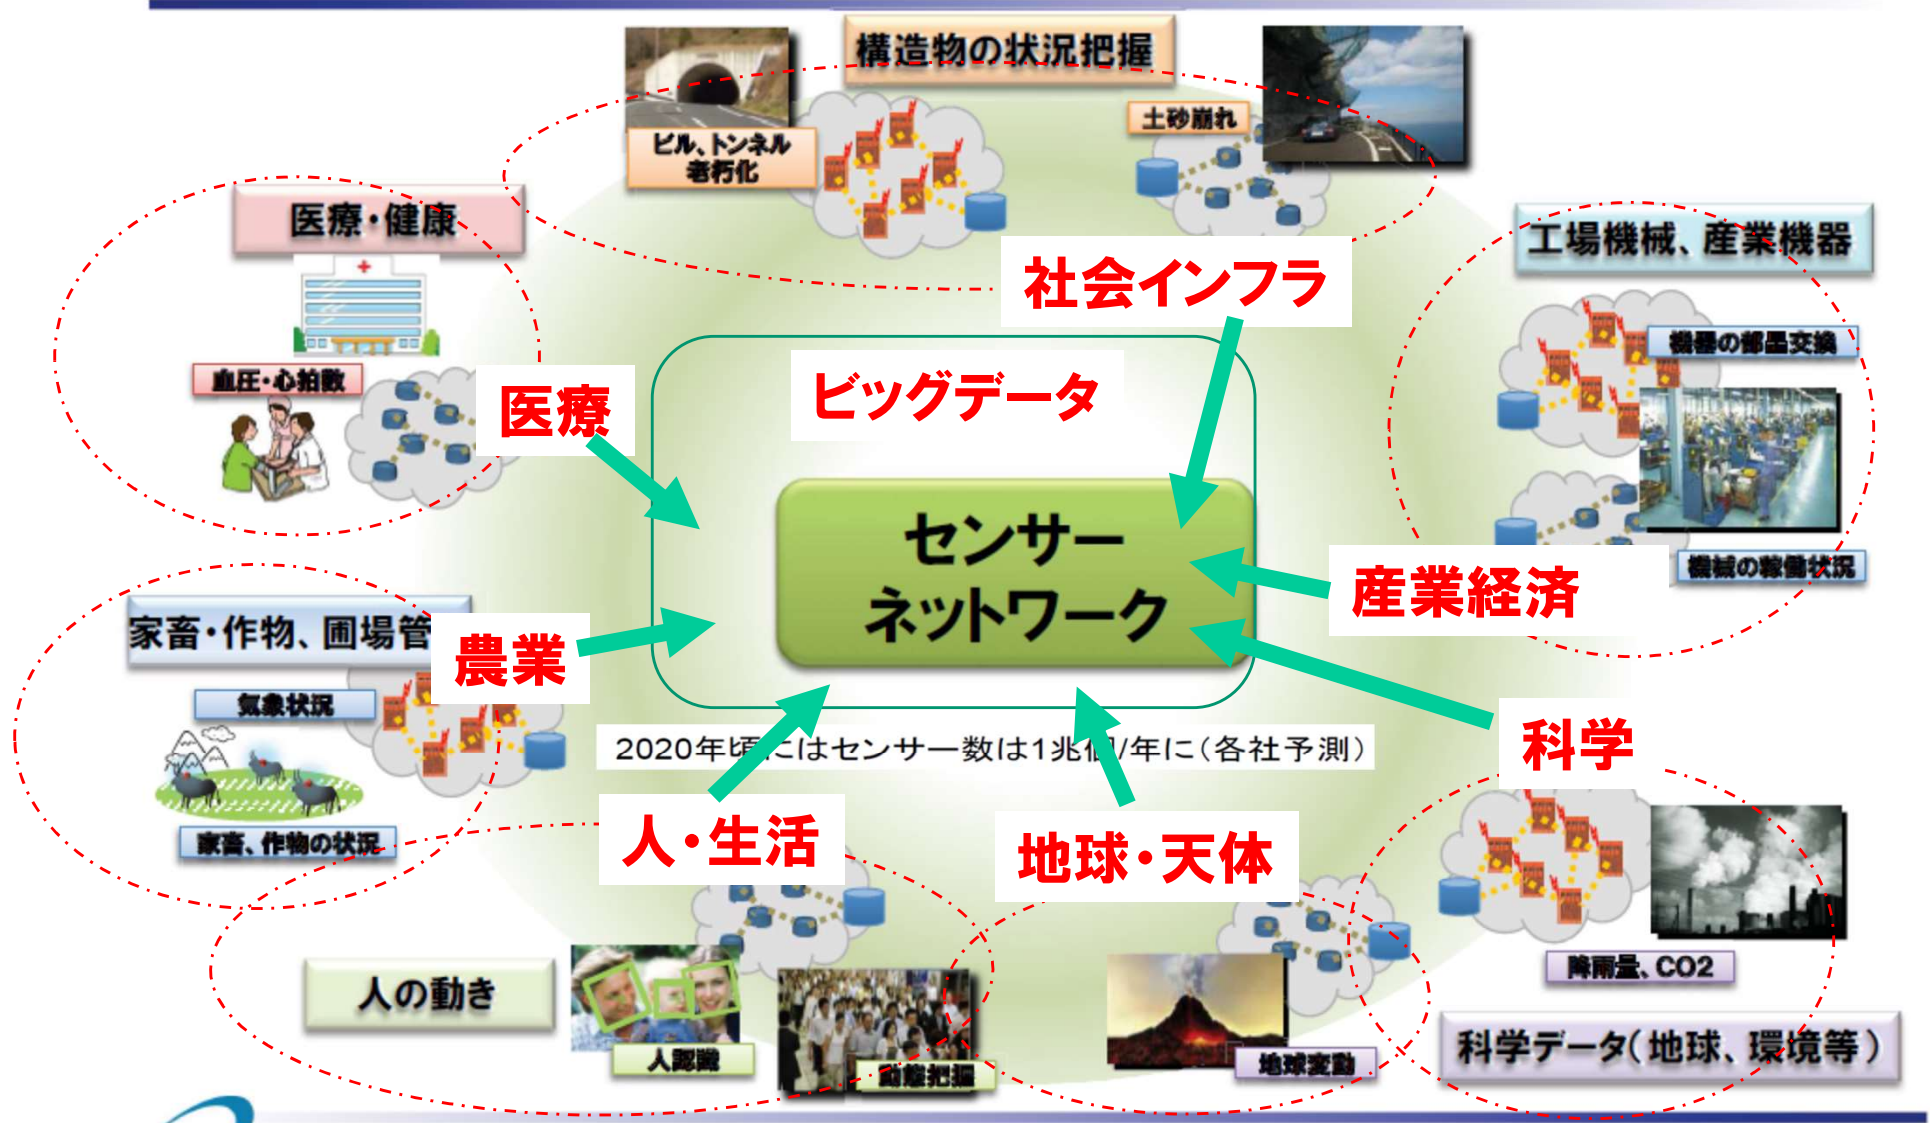 構造物の状況把握
ビル、トンネル
老朽化
土砂崩れ
医療・健康
血圧・心拍数
工場機械、産業機器
機器の部品交換
機械の稼働状況
社会インフラ
ビッグデータ
医療
センサー
ネットワーク
産業経済
家畜・作物、圃場管
農業
気象状況
家畜、作物の状況
2020年頃にはセンサー数は1兆個/年に(各社予測)
科学
人・生活
地球・天体
人の動き
人認識
動態把握
地球変動
降雨量、CO2
科学データ(地球、環境等)